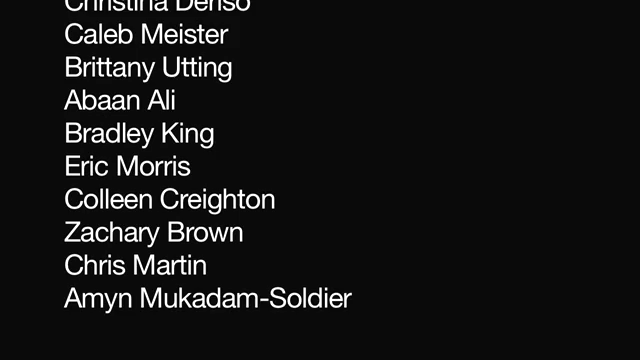 Christina Deriso
Caleb Meister
Brittany Utting
Abaan Ali
Bradley King
Eric Morris
Colleen Creighton
Zachary Brown
Chris Martin
Amyn Mukadam-Soldier